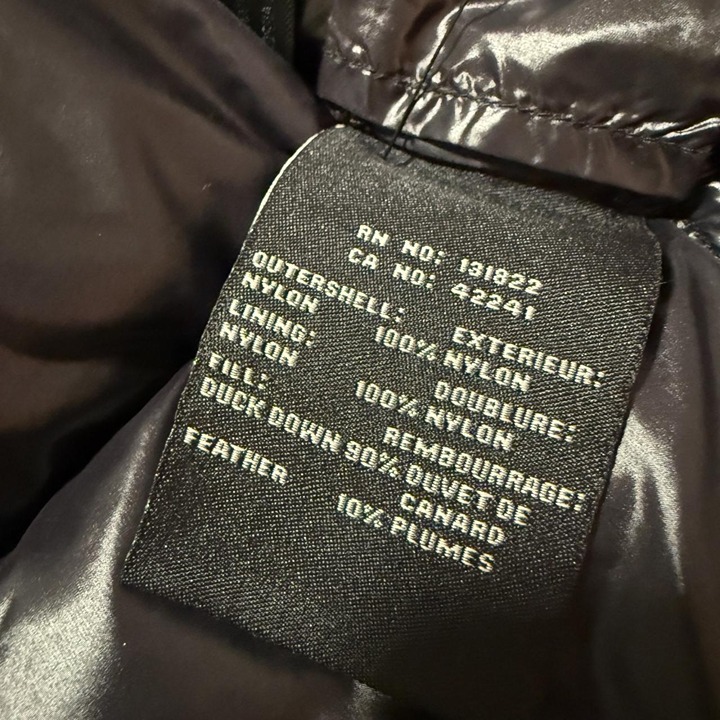 RN NO: 131822
CA NO: 42241
OUTERSHELL: EXTERIEUR:
NYLON 100% NYLON
LINING: DOUBLURE:
NYLON 100% NYLON
FILL: REMBOURRAGE:
DUCK DOWN 90% DUVET DE
CANARD
FEATHER 10% PLUMES